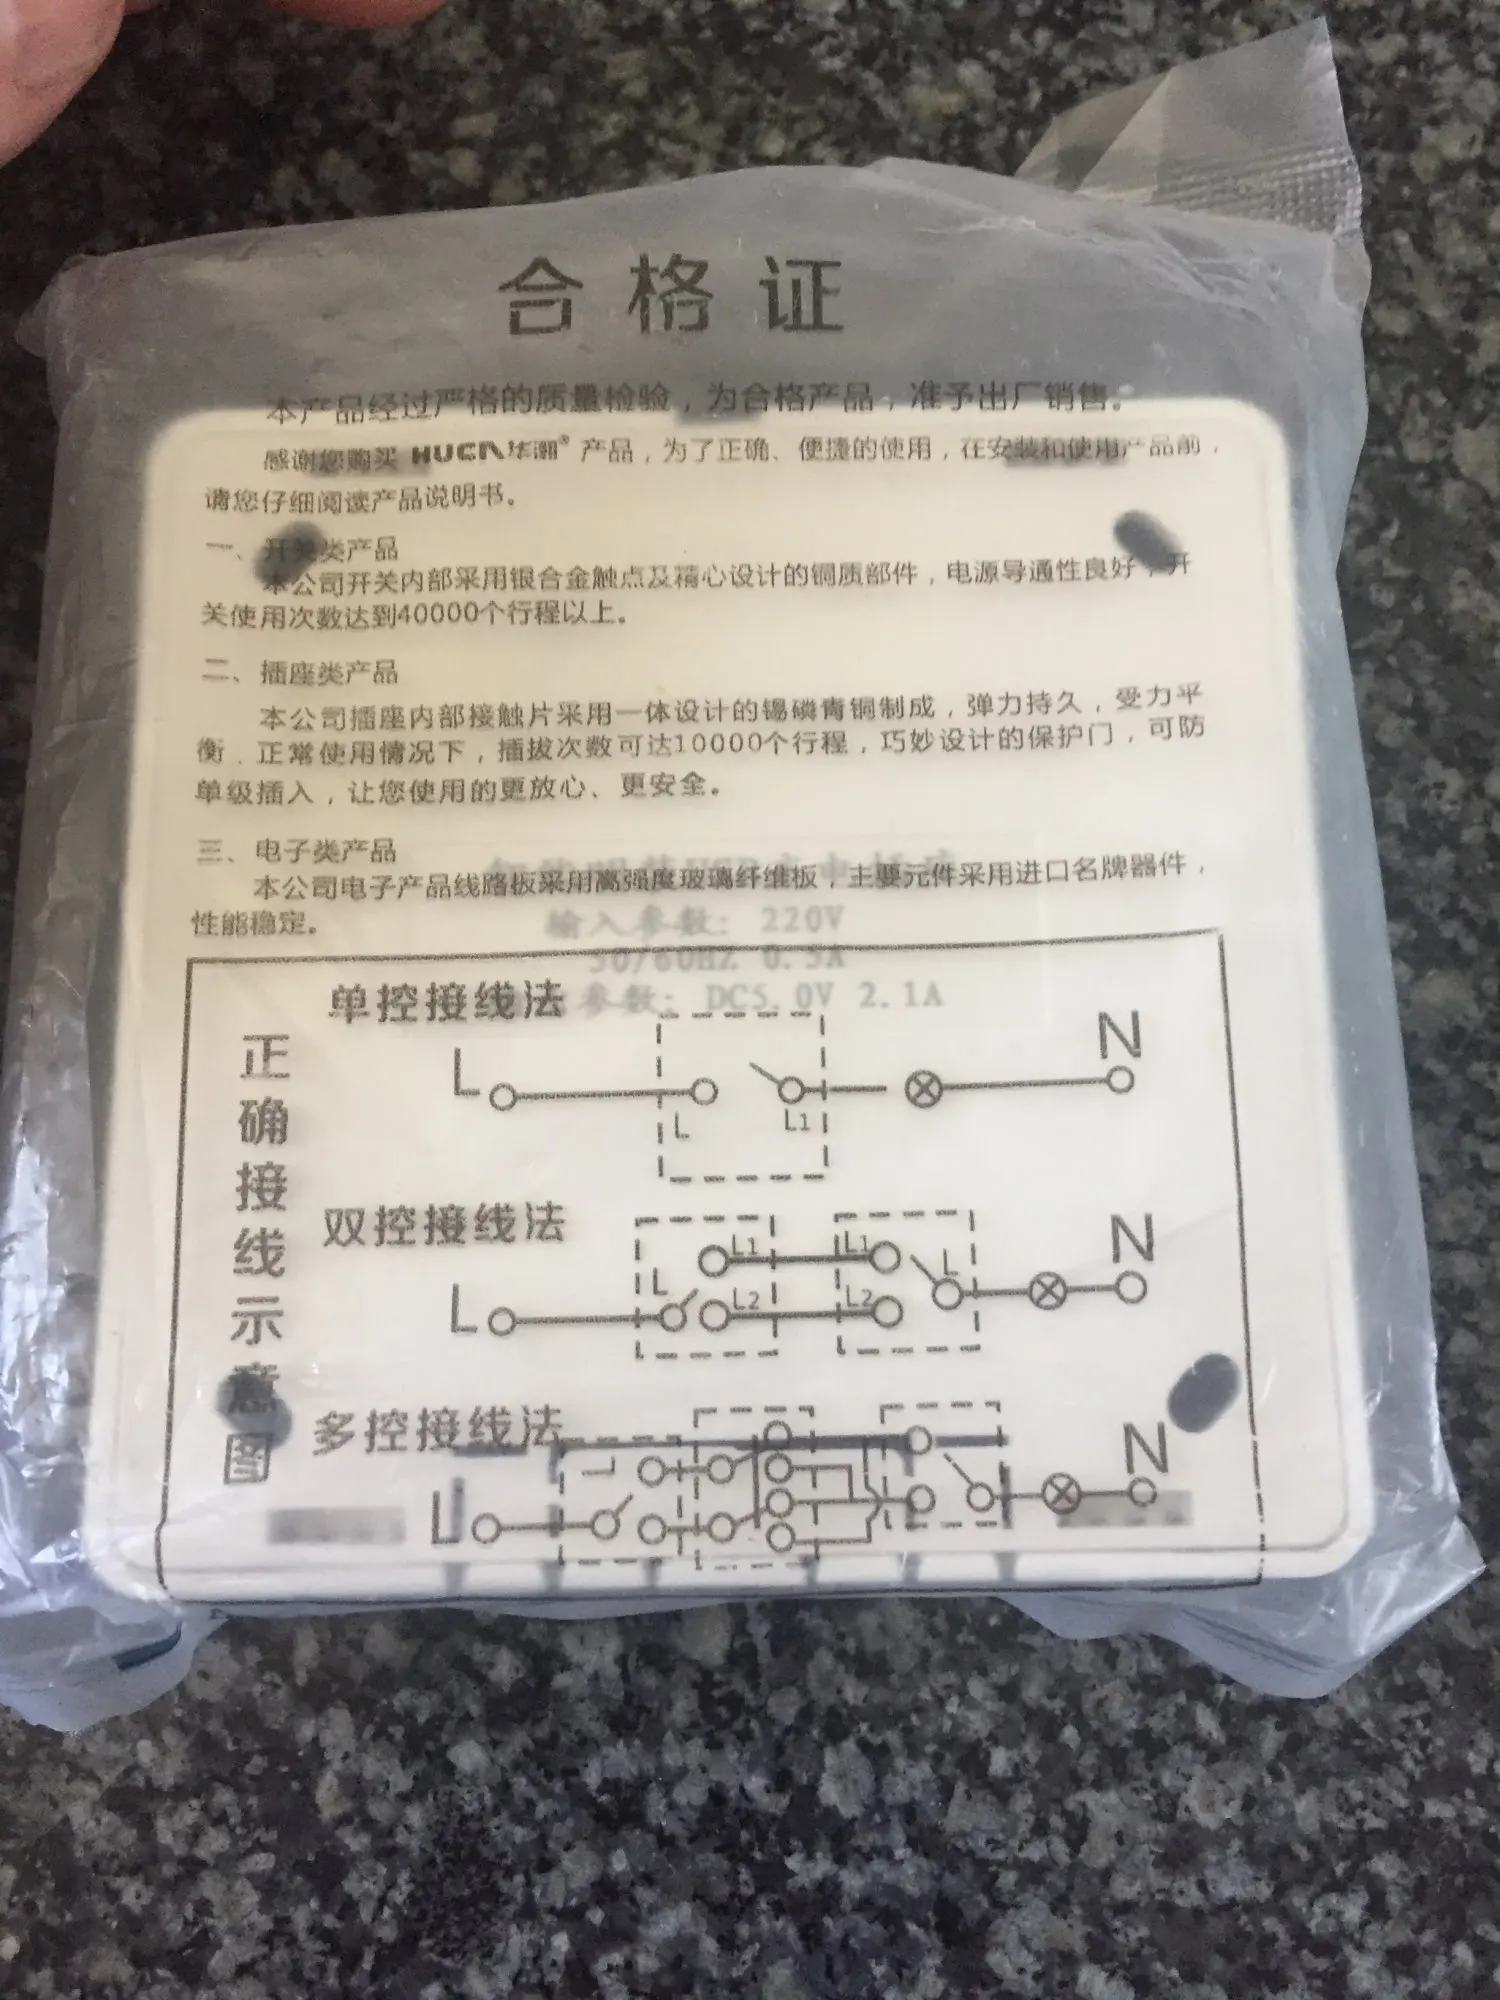 合格证
本产品经过严格的质量检验，为合格产品，准予出厂销售。
感谢您购买 HUCN华潮® 产品，为了正确、便捷的使用，在安装和使用产品前，
请您仔细阅读产品说明书。
一、开关类产品
本公司开关内部采用银合金触点及精心设计的铜质部件，电源导通性良好，开
关使用次数达到40000个行程以上。
二、插座类产品
本公司插座内部接触片采用一体设计的锡磷青铜制成，弹力持久，受力平
衡．正常使用情况下，插拔次数可达10000个行程，巧妙设计的保护门，可防
单级插入，让您使用的更放心、更安全。
三、电子类产品
本公司电子产品线路板采用高强度玻璃纤维板，主要元件采用进口名牌器件，
性能稳定。
输入参数：220V
50/60HZ 0.5A
参数：DC5.0V 2.1A
正确接线示意图
单控接线法
L N
L L1
双控接线法
L1 L1 N
L L L
L2 L2
多控接线法
L N